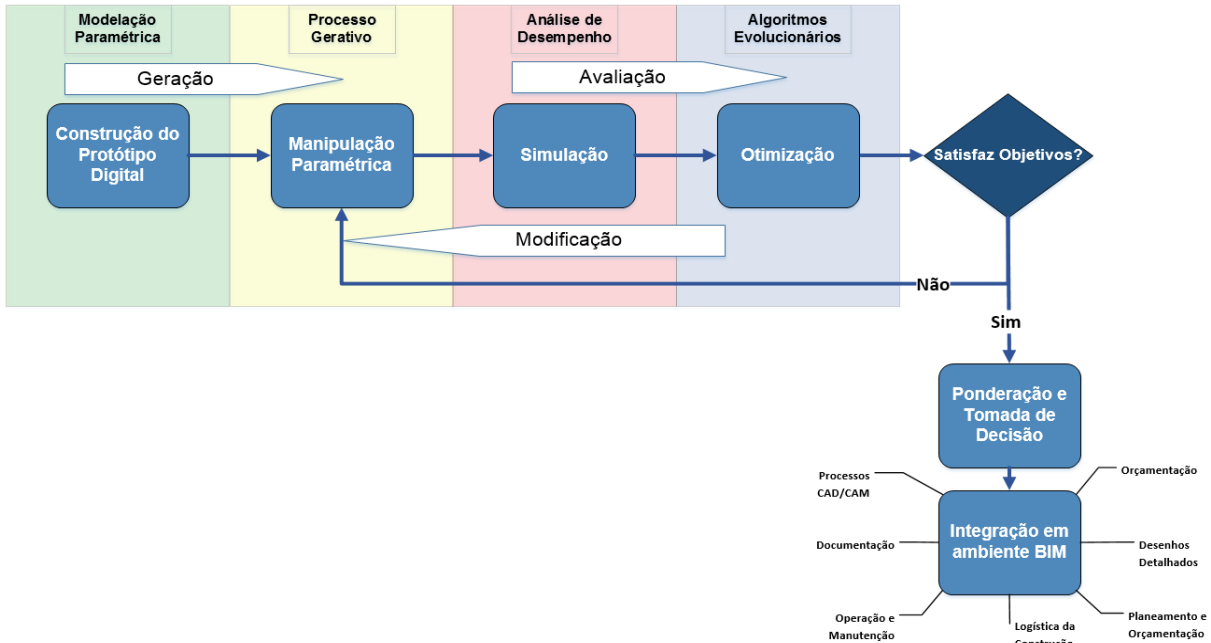 Modelação
Paramétrica
Processo
Gerativo
Análise de
Desempenho
Algoritmos
Evolucionários
Geração
Avaliação
Construção do
Protótipo
Digital
Manipulação
Paramétrica
Simulação
Otimização
Satisfaz Objetivos?
Modificação
Não
Sim
Ponderação e
Tomada de
Decisão
Processos
CAD/CAM
Orçamentação
Integração em
ambiente BIM
Documentação
Desenhos
Detalhados
Operação e
Manutenção
Logística da
Construção
Planeamento e
Orçamentação